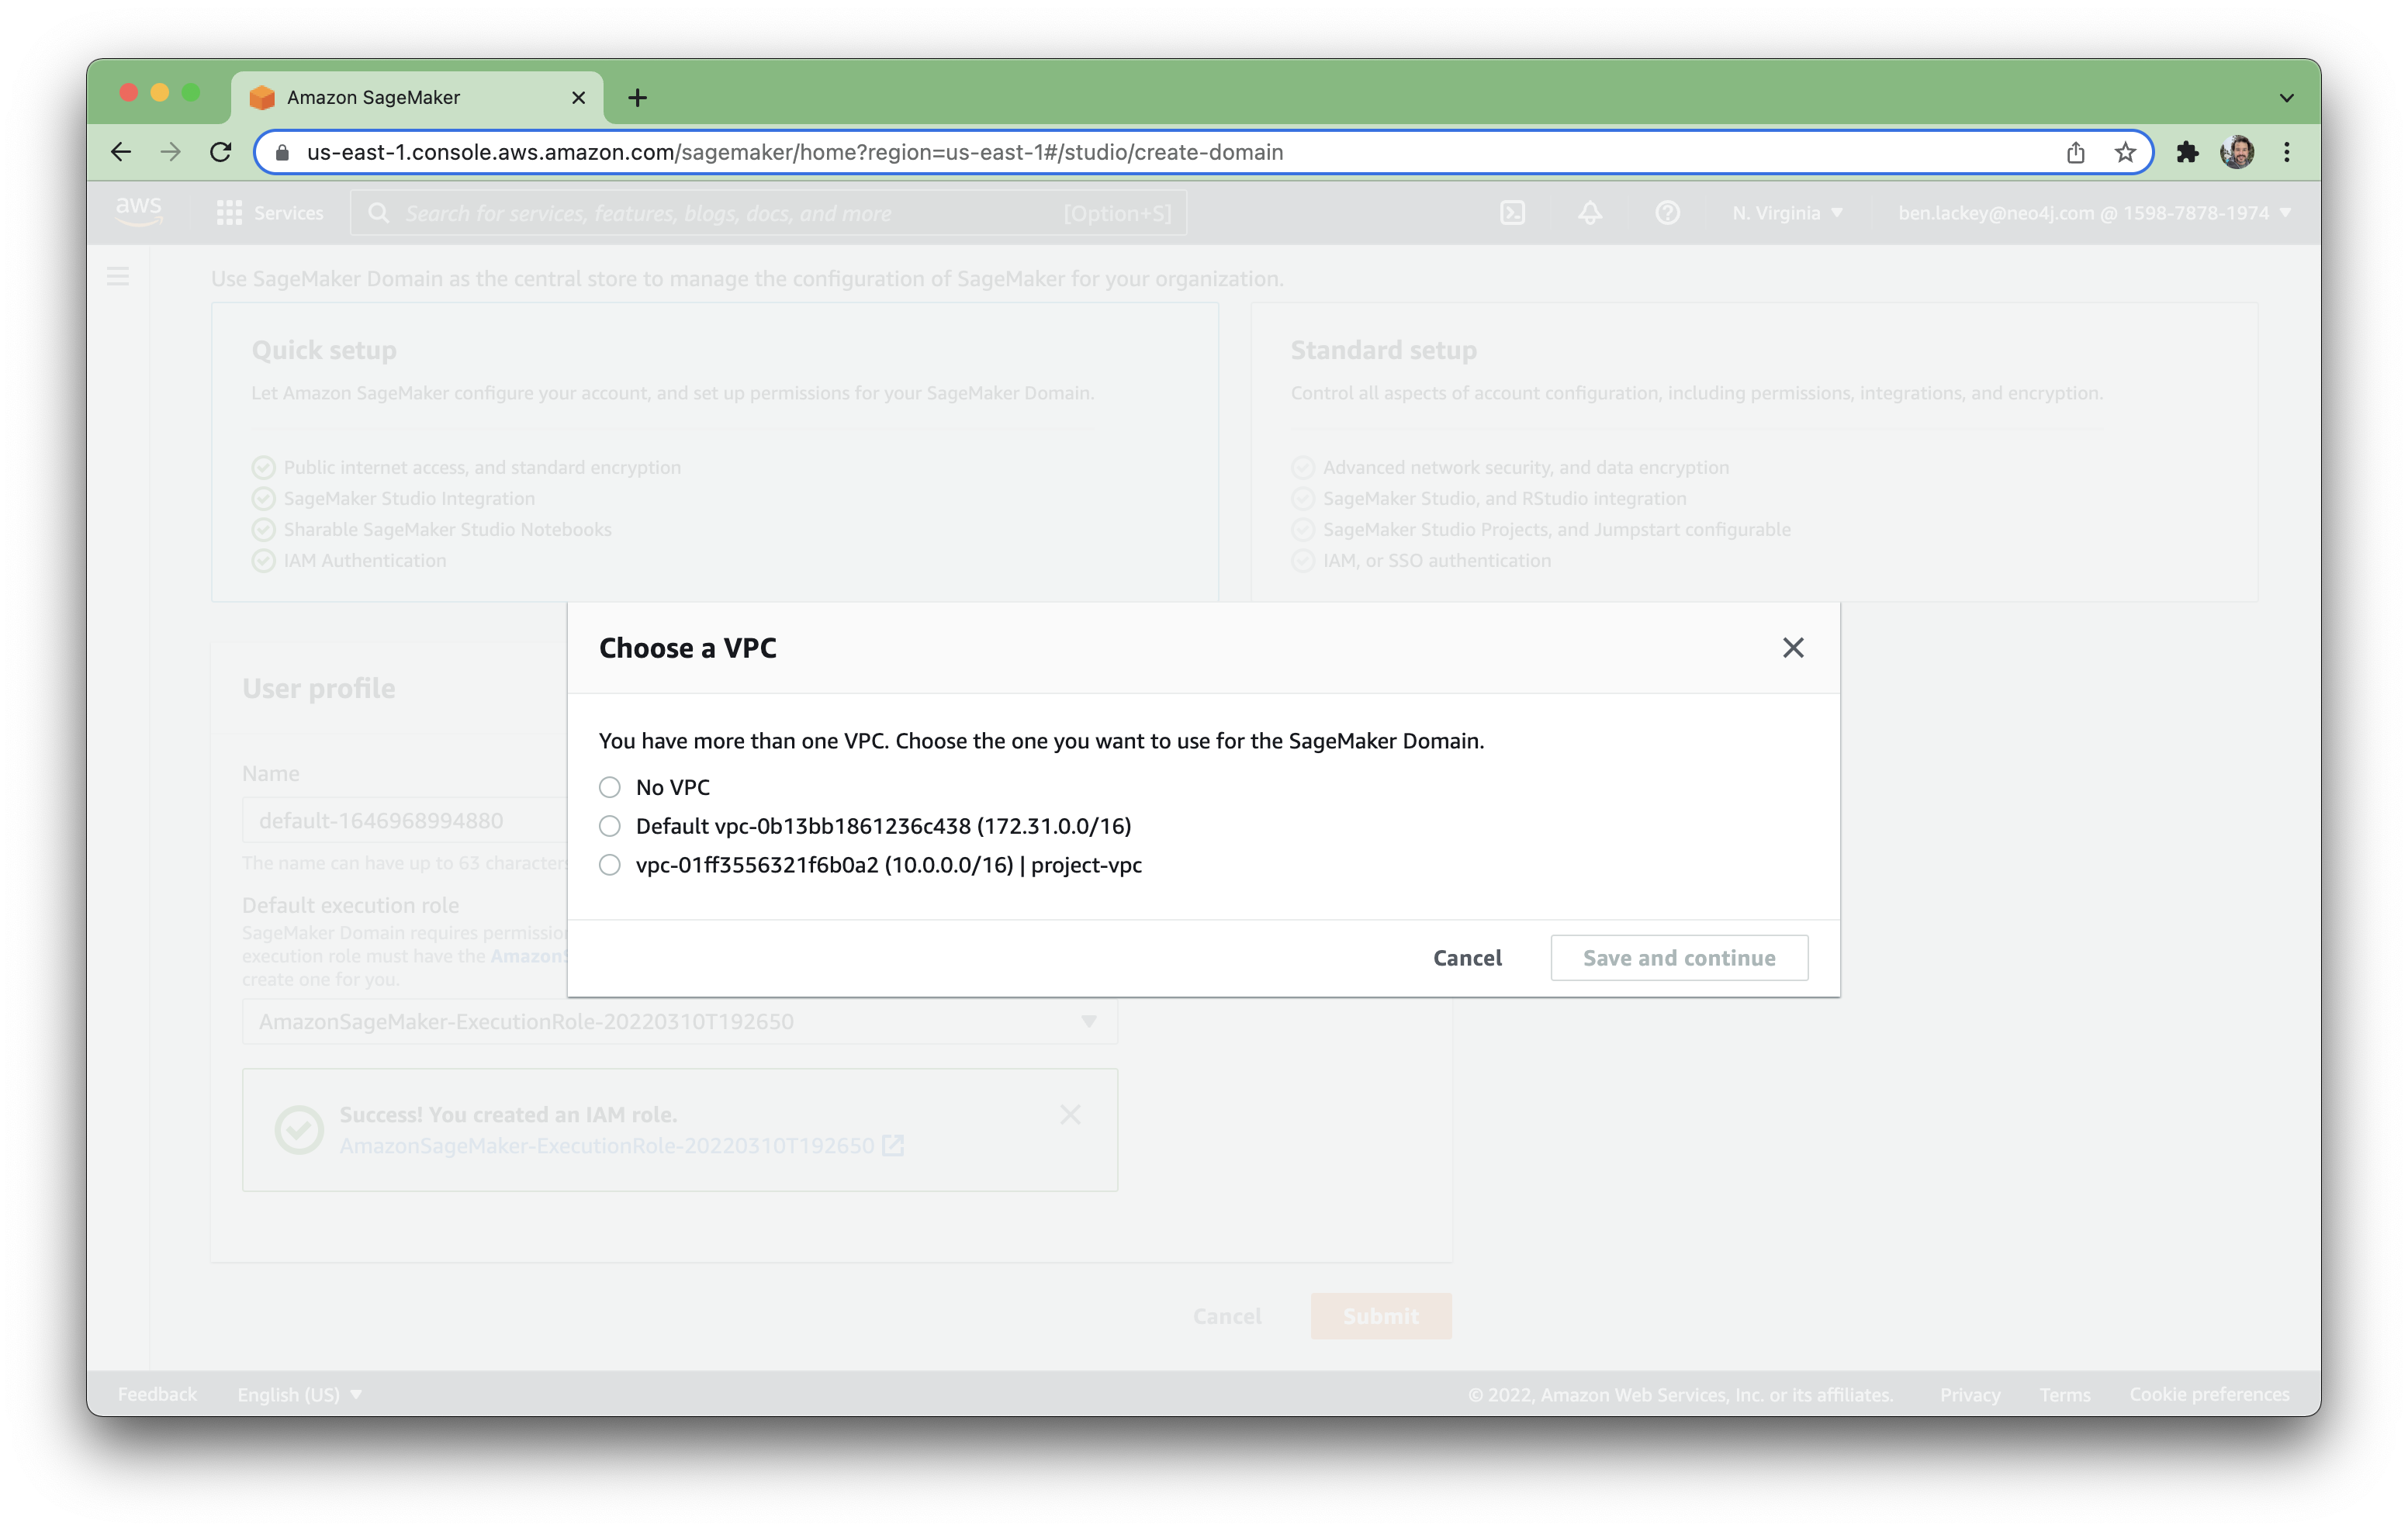 Amazon SageMaker
us-east-1.console.aws.amazon.com/sagemaker/home?region=us-east-1#/studio/create-domain
aws
Services
Search for services, features, blogs, docs, and more
[Option+S]
N. Virginia
ben.lackey@neo4j.com @ 1598-7878-1974
Use SageMaker Domain as the central store to manage the configuration of SageMaker for your organization.
Quick setup
Let Amazon SageMaker configure your account, and set up permissions for your SageMaker Domain.
Public internet access, and standard encryption
SageMaker Studio Integration
Sharable SageMaker Studio Notebooks
IAM Authentication
Standard setup
Control all aspects of account configuration, including permissions, integrations, and encryption.
Advanced network security, and data encryption
SageMaker Studio, and RStudio integration
SageMaker Studio Projects, and Jumpstart configurable
IAM, or SSO authentication
Choose a VPC
You have more than one VPC. Choose the one you want to use for the SageMaker Domain.
No VPC
Default vpc-0b13bb1861236c438 (172.31.0.0/16)
vpc-01ff3556321f6b0a2 (10.0.0.0/16) | project-vpc
Cancel
Save and continue
User profile
Name
default-1646968994880
The name can have up to 63 characters
Default execution role
SageMaker Domain requires permission
execution role must have the AmazonS
create one for you.
AmazonSageMaker-ExecutionRole-20220310T192650
Success! You created an IAM role.
AmazonSageMaker-ExecutionRole-20220310T192650
Cancel
Submit
Feedback
English (US)
© 2022, Amazon Web Services, Inc. or its affiliates.
Privacy
Terms
Cookie preferences